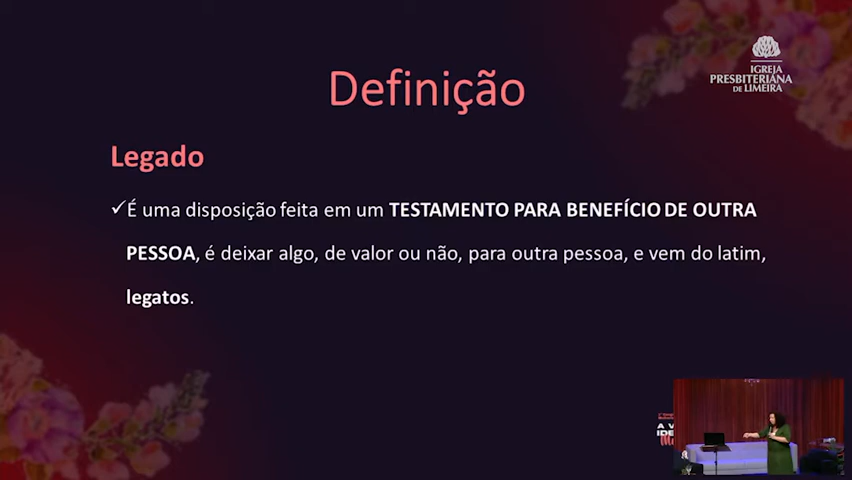 IGREJA
PRESBITERIANA
DE LIMEIRA
Definição
Legado
✓É uma disposição feita em um TESTAMENTO PARA BENEFÍCIO DE OUTRA
PESSOA, é deixar algo, de valor ou não, para outra pessoa, e vem do latim,
legatos.